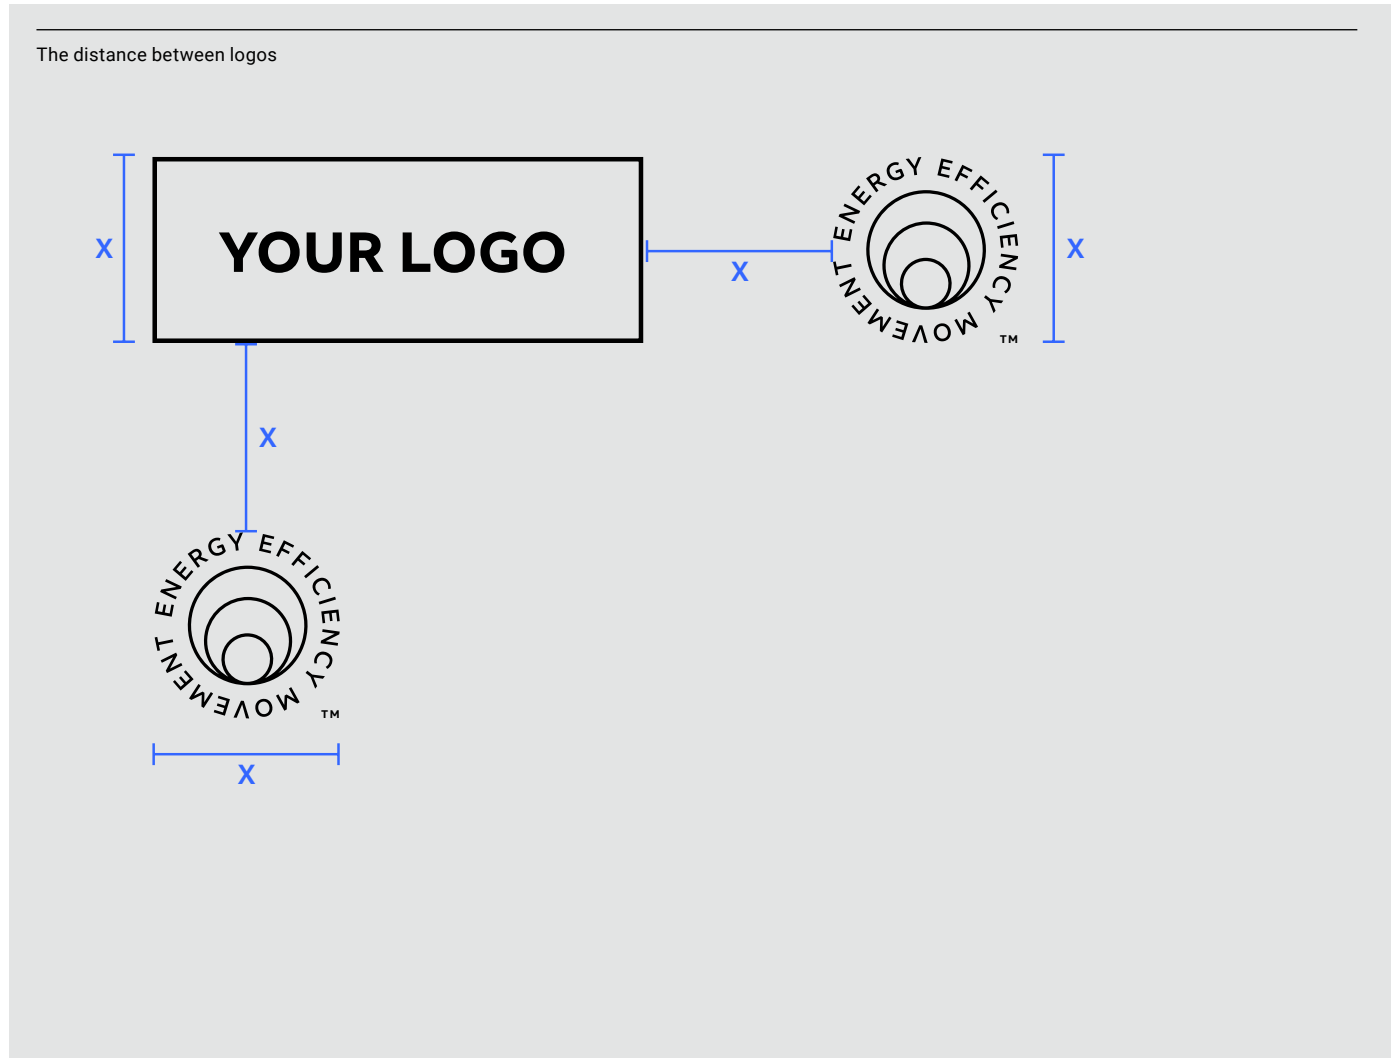 The distance between logos
X
YOUR LOGO
X
ENERGY EFFICIENCY MOVEMENT
TM
X
X
ENERGY EFFICIENCY MOVEMENT
TM
X